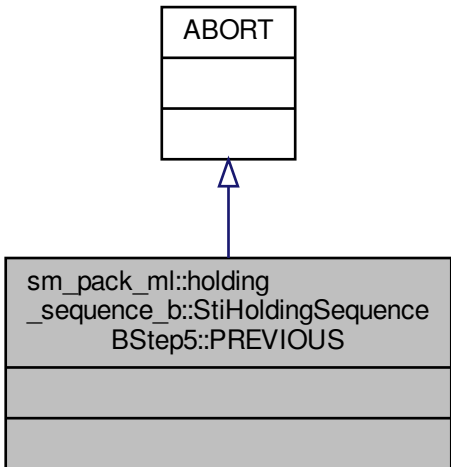 ABORT
sm_pack_ml::holding
_sequence_b::StiHoldingSequence
BStep5::PREVIOUS